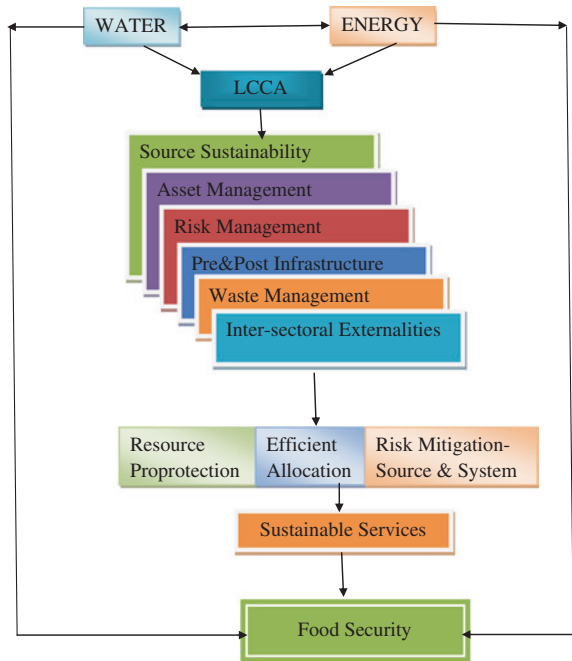 WATER
ENERGY
LCCA
Source Sustainability
Asset Management
Risk Management
Pre&Post Infrastructure
Waste Management
Inter-sectoral Externalities
Resource
Proprotection
Efficient
Allocation
Risk Mitigation-
Source & System
Sustainable Services
Food Security